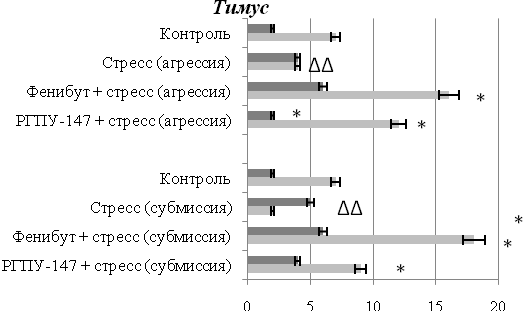 Тимус
Контроль
Стресс (агрессия)
ΔΔ
Фенибут + стресс (агрессия)
*
РГПУ-147 + стресс (агрессия)
*
*
Контроль
Стресс (субмиссия)
ΔΔ
*
Фенибут + стресс (субмиссия)
*
РГПУ-147 + стресс (субмиссия)
*
0 5 10 15 20